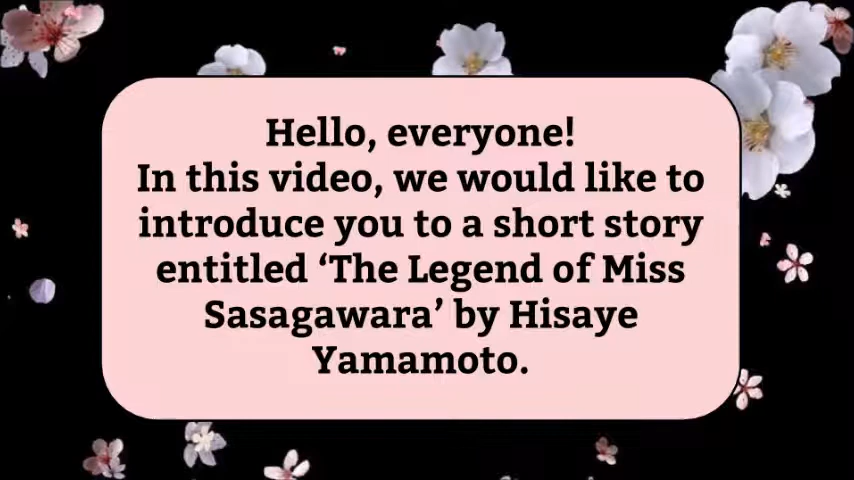 Hello, everyone!
In this video, we would like to
introduce you to a short story
entitled ‘The Legend of Miss
Sasagawara’ by Hisaye
Yamamoto.